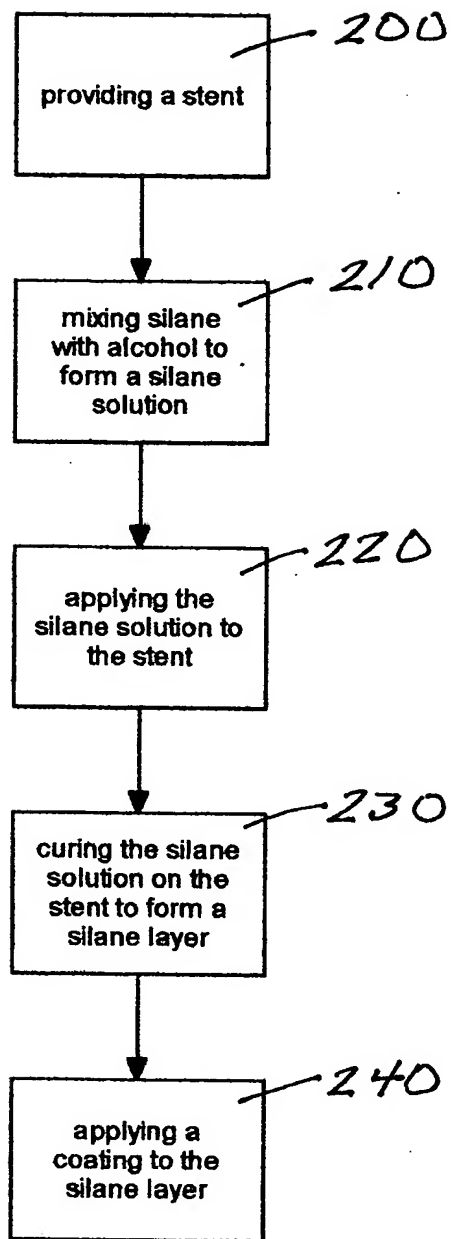 200
providing a stent
210
mixing silane
with alcohol to
form a silane
solution
220
applying the
silane solution to
the stent
230
curing the silane
solution on the
stent to form a
silane layer
240
applying a
coating to the
silane layer